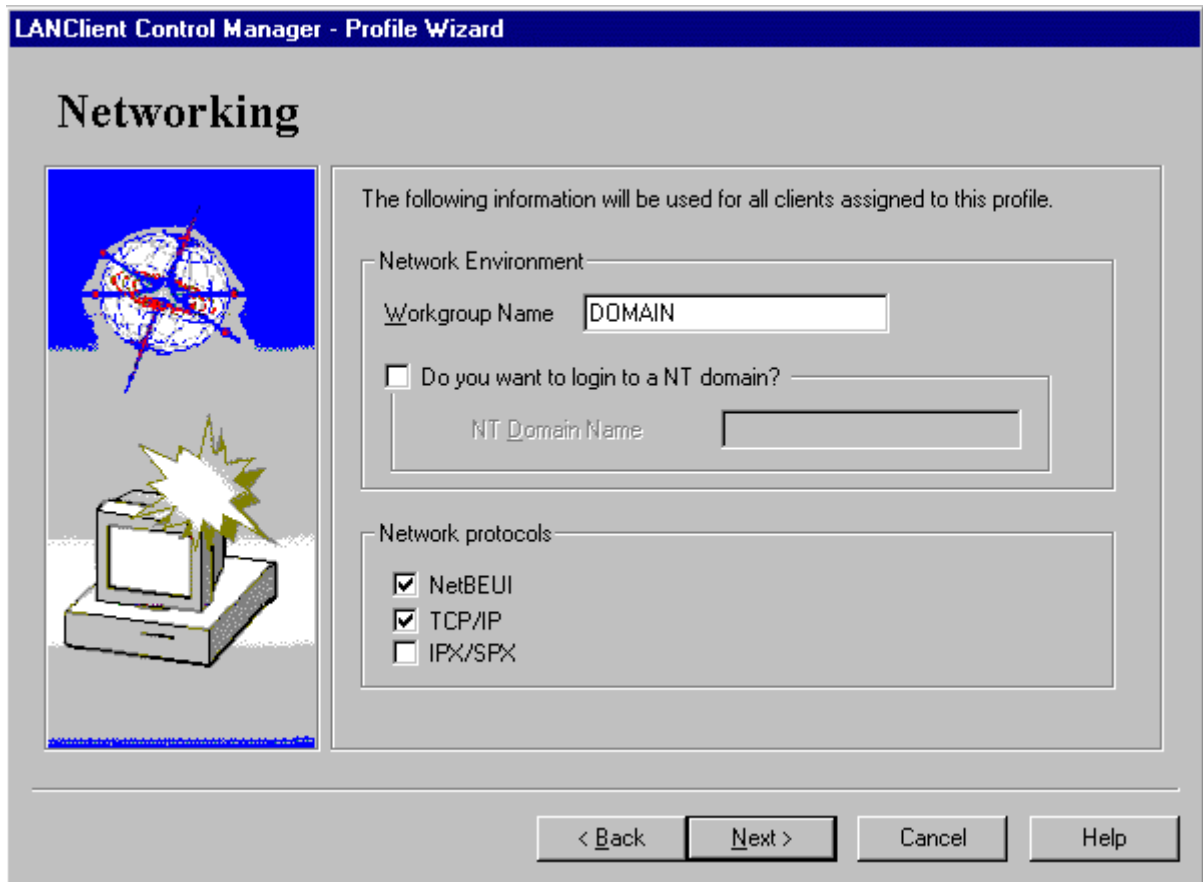 LANClient Control Manager - Profile Wizard
Networking
The following information will be used for all clients assigned to this profile.
Network Environment
Workgroup Name DOMAIN
Do you want to login to a NT domain?
NT Domain Name
Network protocols
NetBEUI
TCP/IP
IPX/SPX
< Back Next > Cancel Help